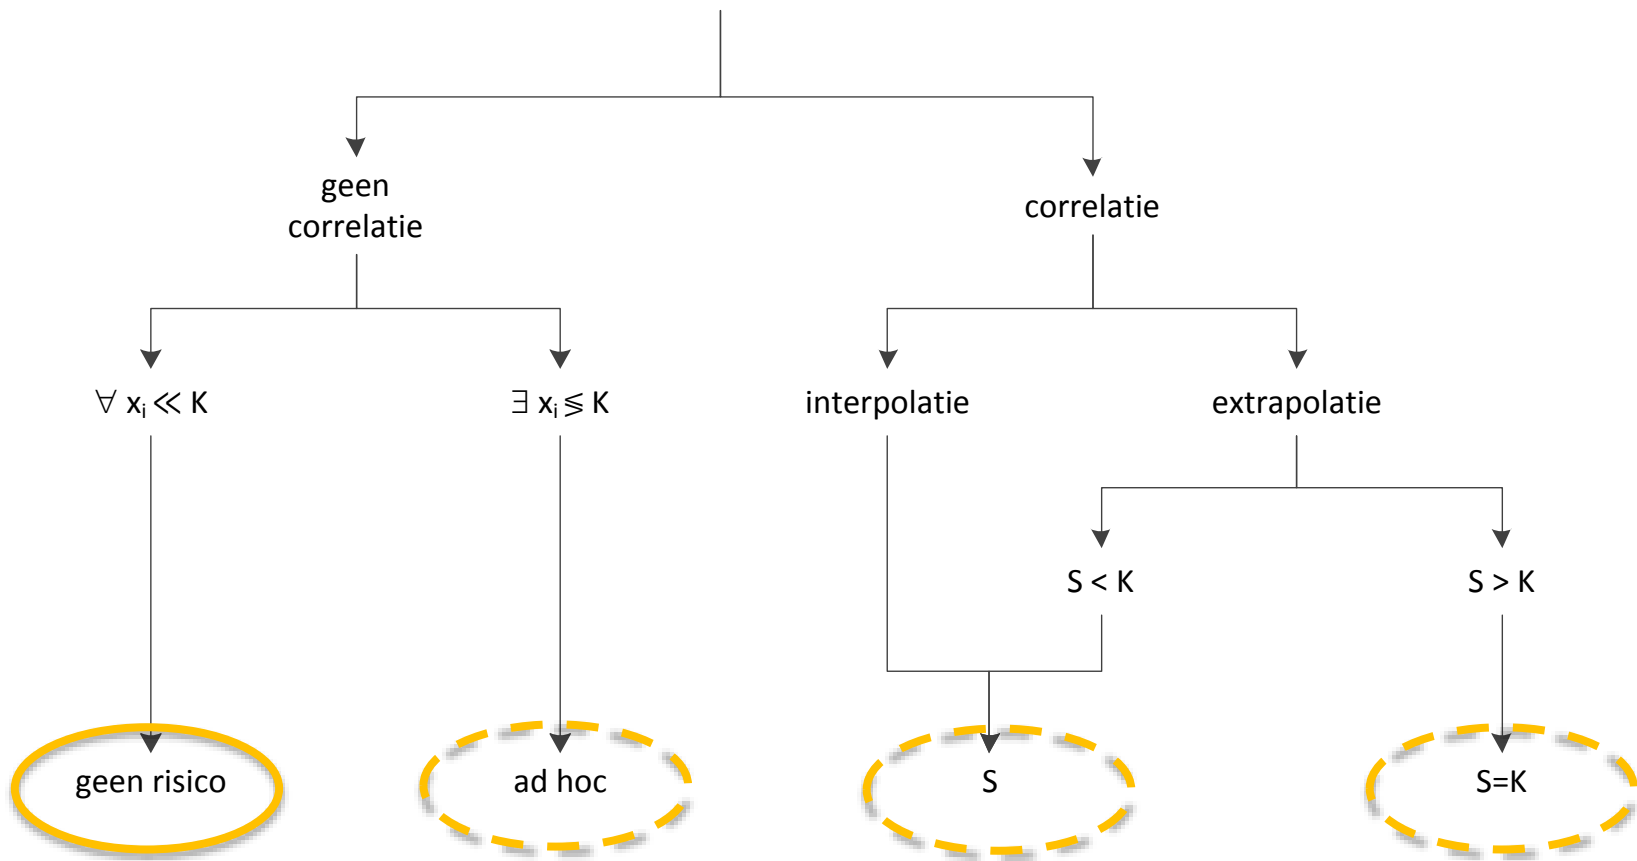 geen
correlatie
correlatie
∀ xᵢ ≪ K
∃ xᵢ ≶ K
interpolatie
extrapolatie
S < K
S > K
geen risico
ad hoc
S
S=K